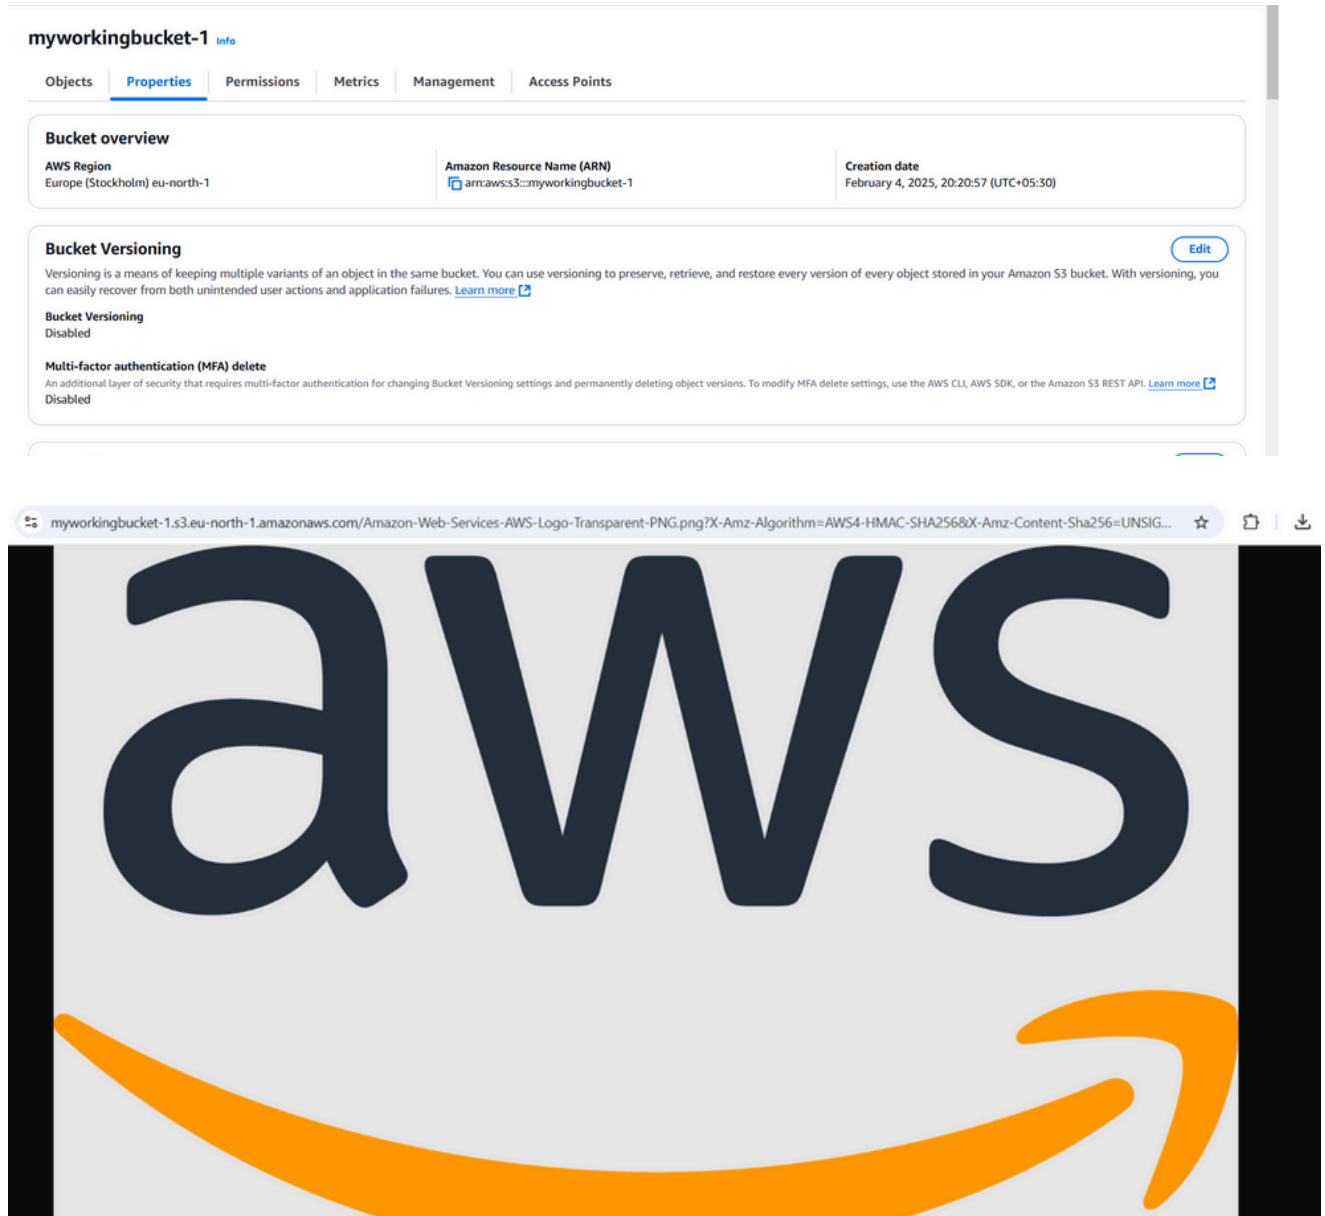 myworkingbucket-1 Info
Objects Properties Permissions Metrics Management Access Points
Bucket overview
AWS Region
Europe (Stockholm) eu-north-1
Amazon Resource Name (ARN)
arn:aws:s3:::myworkingbucket-1
Creation date
February 4, 2025, 20:20:57 (UTC+05:30)
Bucket Versioning
Edit
Versioning is a means of keeping multiple variants of an object in the same bucket. You can use versioning to preserve, retrieve, and restore every version of every object stored in your Amazon S3 bucket. With versioning, you
can easily recover from both unintended user actions and application failures. Learn more
Bucket Versioning
Disabled
Multi-factor authentication (MFA) delete
An additional layer of security that requires multi-factor authentication for changing Bucket Versioning settings and permanently deleting object versions. To modify MFA delete settings, use the AWS CLI, AWS SDK, or the Amazon S3 REST API. Learn more
Disabled
myworkingbucket-1.s3.eu-north-1.amazonaws.com/Amazon-Web-Services-AWS-Logo-Transparent-PNG.png?X-Amz-Algorithm=AWS4-HMAC-SHA256&X-Amz-Content-Sha256=UNSIG...
aws